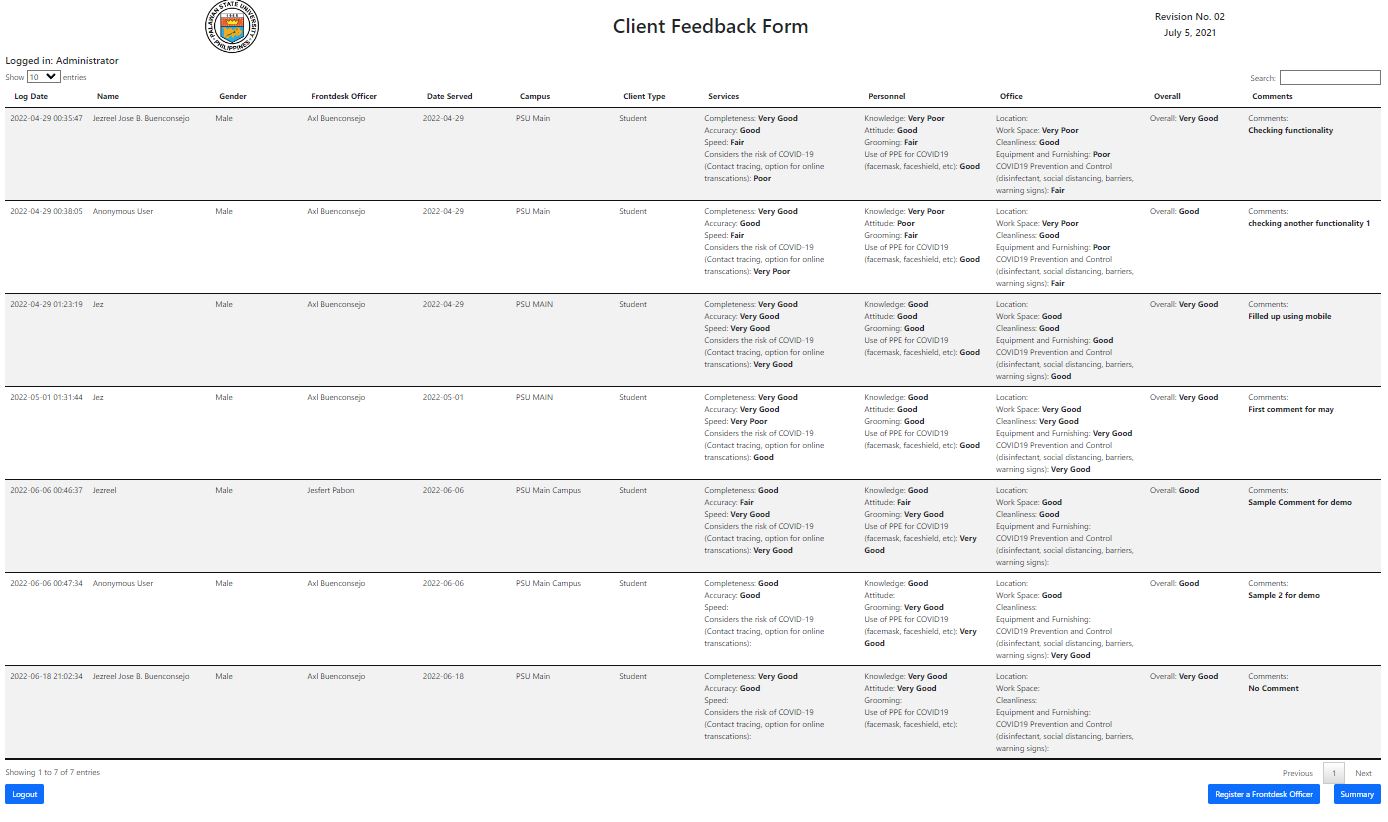 PALAWAN STATE UNIVERSITY
PHILIPPINES
Client Feedback Form
Revision No. 02
July 5, 2021
Logged in: Administrator
Show 10 entries
Search:
Log Date Name Gender Frontdesk Officer Date Served Campus Client Type Services Personnel Office Overall Comments
2022-04-29 00:35:47 Jezreel Jose B. Buenconsejo Male Axl Buenconsejo 2022-04-29 PSU Main Student Completeness: Very Good Knowledge: Very Poor Location: Overall: Very Good Comments:
Accuracy: Good Attitude: Good Work Space: Very Poor Checking functionality
Speed: Fair Grooming: Fair Cleanliness: Good
Considers the risk of COVID-19 Use of PPE for COVID19 Equipment and Furnishing: Poor
(Contact tracing, option for online (facemask, faceshield, etc): Good COVID19 Prevention and Control
transcations): Poor (disinfectant, social distancing, barriers,
warning signs): Fair
2022-04-29 00:38:05 Anonymous User Male Axl Buenconsejo 2022-04-29 PSU Main Student Completeness: Very Good Knowledge: Very Poor Location: Overall: Good Comments:
Accuracy: Good Attitude: Poor Work Space: Very Poor checking another functionality 1
Speed: Fair Grooming: Fair Cleanliness: Good
Considers the risk of COVID-19 Use of PPE for COVID19 Equipment and Furnishing: Poor
(Contact tracing, option for online (facemask, faceshield, etc): Good COVID19 Prevention and Control
transcations): Very Poor (disinfectant, social distancing, barriers,
warning signs): Fair
2022-04-29 01:23:19 Jez Male Axl Buenconsejo 2022-04-29 PSU MAIN Student Completeness: Very Good Knowledge: Good Location: Overall: Very Good Comments:
Accuracy: Very Good Attitude: Good Work Space: Good Filled up using mobile
Speed: Very Good Grooming: Good Cleanliness: Good
Considers the risk of COVID-19 Use of PPE for COVID19 Equipment and Furnishing: Good
(Contact tracing, option for online (facemask, faceshield, etc): Good COVID19 Prevention and Control
transcations): Very Good (disinfectant, social distancing, barriers,
warning signs): Good
2022-05-01 01:31:44 Jez Male Axl Buenconsejo 2022-05-01 PSU MAIN Student Completeness: Very Good Knowledge: Good Location: Overall: Very Good Comments:
Accuracy: Very Good Attitude: Good Work Space: Very Good First comment for may
Speed: Very Poor Grooming: Good Cleanliness: Very Good
Considers the risk of COVID-19 Use of PPE for COVID19 Equipment and Furnishing: Very Good
(Contact tracing, option for online (facemask, faceshield, etc): Good COVID19 Prevention and Control
transcations): Good (disinfectant, social distancing, barriers,
warning signs): Very Good
2022-06-06 00:46:37 Jezreel Male Jesfert Pabon 2022-06-06 PSU Main Campus Student Completeness: Good Knowledge: Good Location: Overall: Good Comments:
Accuracy: Fair Attitude: Fair Work Space: Good Sample Comment for demo
Speed: Very Good Grooming: Very Good Cleanliness: Good
Considers the risk of COVID-19 Use of PPE for COVID19 Equipment and Furnishing:
(Contact tracing, option for online (facemask, faceshield, etc): Very COVID19 Prevention and Control
transcations): Very Good Good (disinfectant, social distancing, barriers,
warning signs):
2022-06-06 00:47:34 Anonymous User Male Axl Buenconsejo 2022-06-06 PSU Main Campus Student Completeness: Good Knowledge: Good Location: Overall: Good Comments:
Accuracy: Good Attitude: Work Space: Good Sample 2 for demo
Speed: Grooming: Very Good Cleanliness:
Considers the risk of COVID-19 Use of PPE for COVID19 Equipment and Furnishing:
(Contact tracing, option for online (facemask, faceshield, etc): Very COVID19 Prevention and Control
transcations): Good (disinfectant, social distancing, barriers,
warning signs): Very Good
2022-06-18 21:02:34 Jezreel Jose B. Buenconsejo Male Axl Buenconsejo 2022-06-18 PSU Main Student Completeness: Very Good Knowledge: Very Good Location: Overall: Very Good Comments:
Accuracy: Good Attitude: Very Good Work Space: No Comment
Speed: Grooming: Cleanliness:
Considers the risk of COVID-19 Use of PPE for COVID19 Equipment and Furnishing:
(Contact tracing, option for online (facemask, faceshield, etc): COVID19 Prevention and Control
transcations): (disinfectant, social distancing, barriers,
warning signs):
Showing 1 to 7 of 7 entries
Previous 1 Next
Logout Register a Frontdesk Officer Summary